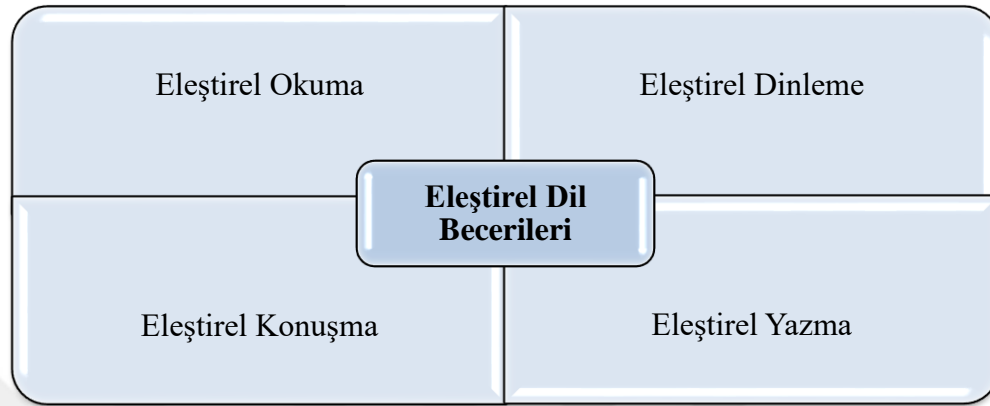 Eleştirel Okuma
Eleştirel Dinleme
Eleştirel Dil
Becerileri
Eleştirel Konuşma
Eleştirel Yazma